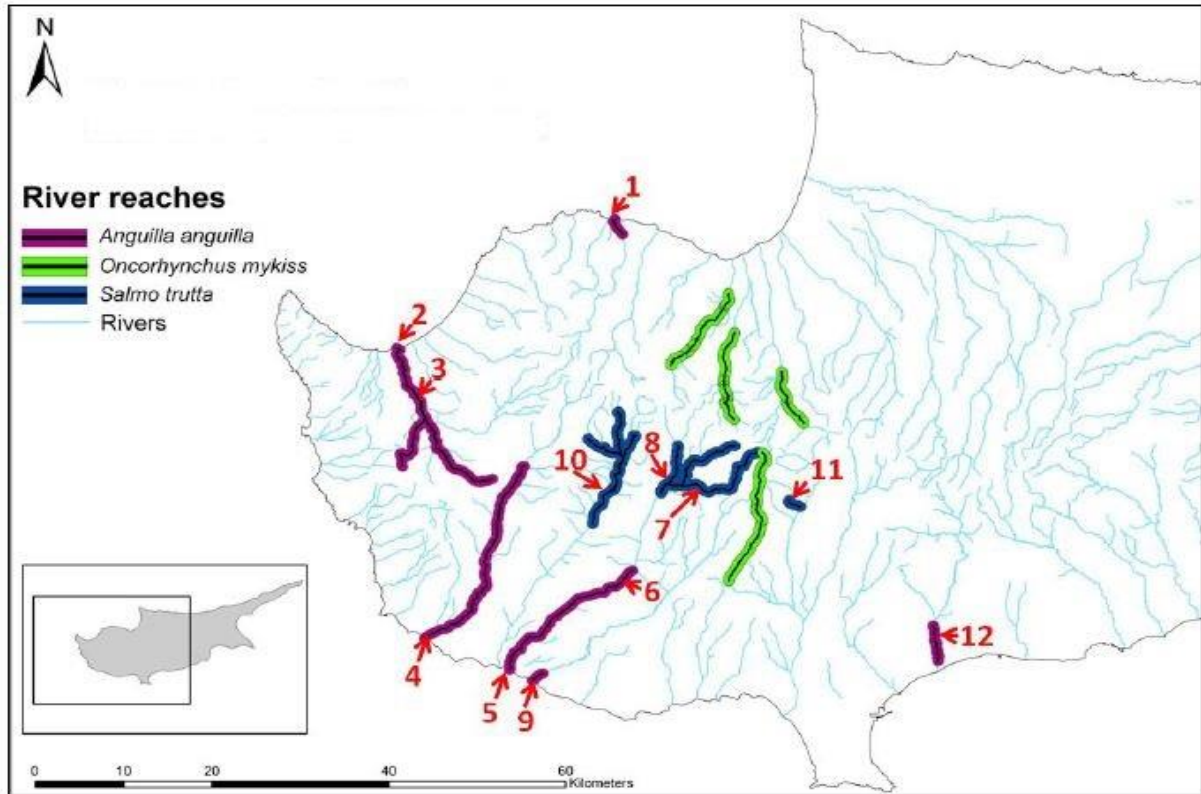 N
River reaches
Anguilla anguilla
Oncorhynchus mykiss
Salmo trutta
Rivers
1
2
3
8
10
11
7
6
4
12
5
9
0 10 20 40 60
Kilometers